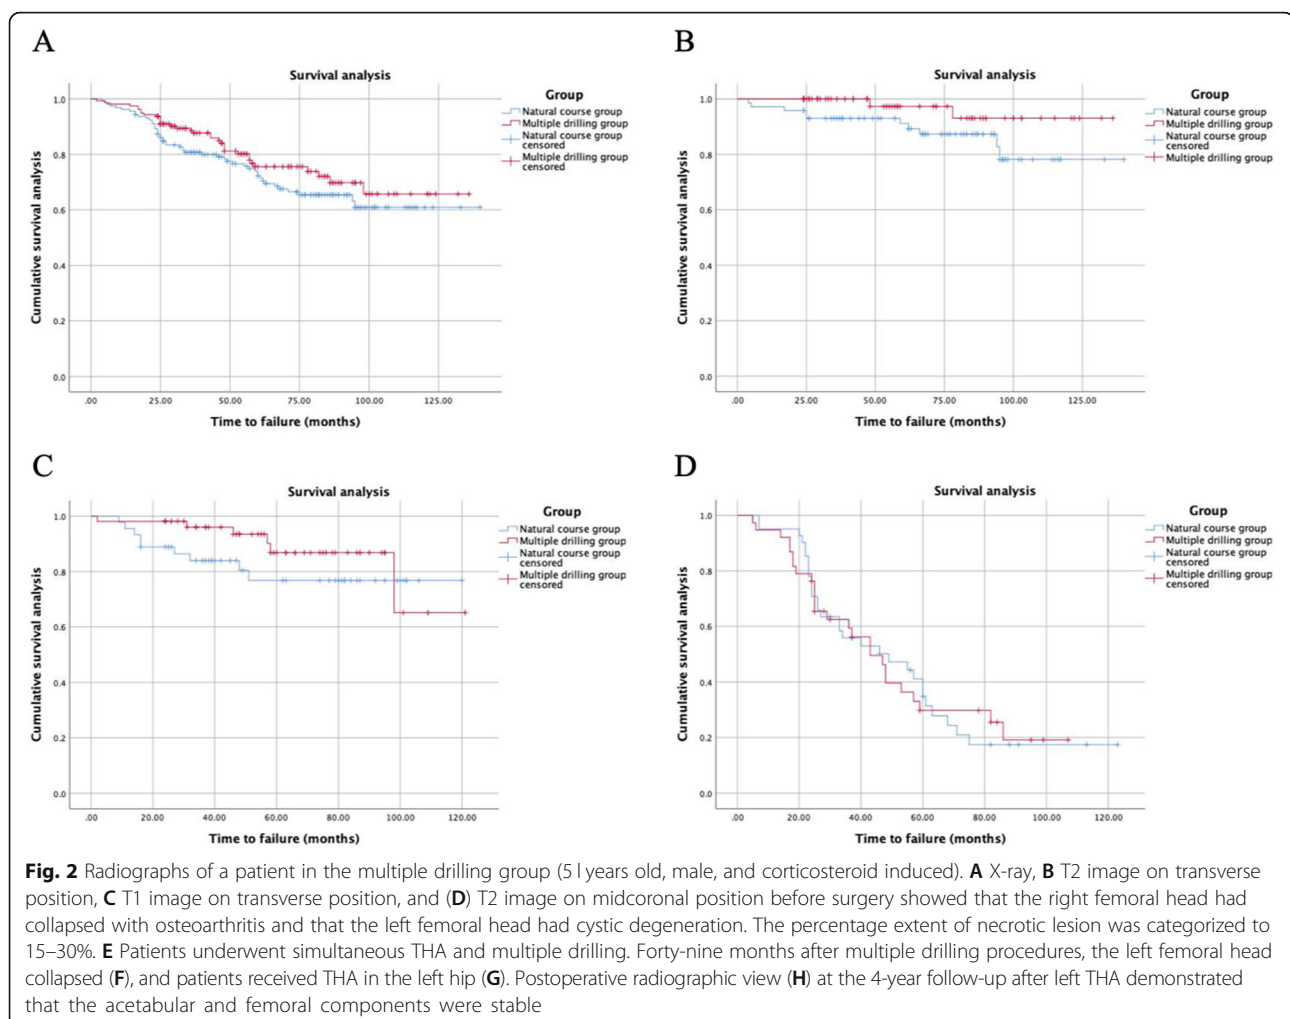 A
Survival analysis
Group
Natural course group
Multiple drilling group
Natural course group
censored
Multiple drilling group
censored
Cumulative survival analysis
1.0
0.8
0.6
0.4
0.2
0.0
.00 25.00 50.00 75.00 100.00 125.00
Time to failure (months)
B
Survival analysis
Group
Natural course group
Multiple drilling group
Natural course group
censored
Multiple drilling group
censored
Cumulative survival analysis
1.0
0.8
0.6
0.4
0.2
0.0
.00 25.00 50.00 75.00 100.00 125.00
Time to failure (months)
C
Survival analysis
Group
Natural course group
Multiple drilling group
Natural course group
censored
Multiple drilling group
censored
Cumulative survival analysis
1.0
0.8
0.6
0.4
0.2
0.0
.00 20.00 40.00 60.00 80.00 100.00 120.00
Time to failure (months)
D
Survival analysis
Group
Natural course group
Multiple drilling group
Natural course group
censored
Multiple drilling group
censored
Cumulative survival analysis
1.0
0.8
0.6
0.4
0.2
0.0
.00 20.00 40.00 60.00 80.00 100.00 120.00
Time to failure (months)
Fig. 2 Radiographs of a patient in the multiple drilling group (5 l years old, male, and corticosteroid induced). A X-ray, B T2 image on transverse
position, C T1 image on transverse position, and (D) T2 image on midcoronal position before surgery showed that the right femoral head had
collapsed with osteoarthritis and that the left femoral head had cystic degeneration. The percentage extent of necrotic lesion was categorized to
15–30%. E Patients underwent simultaneous THA and multiple drilling. Forty-nine months after multiple drilling procedures, the left femoral head
collapsed (F), and patients received THA in the left hip (G). Postoperative radiographic view (H) at the 4-year follow-up after left THA demonstrated
that the acetabular and femoral components were stable